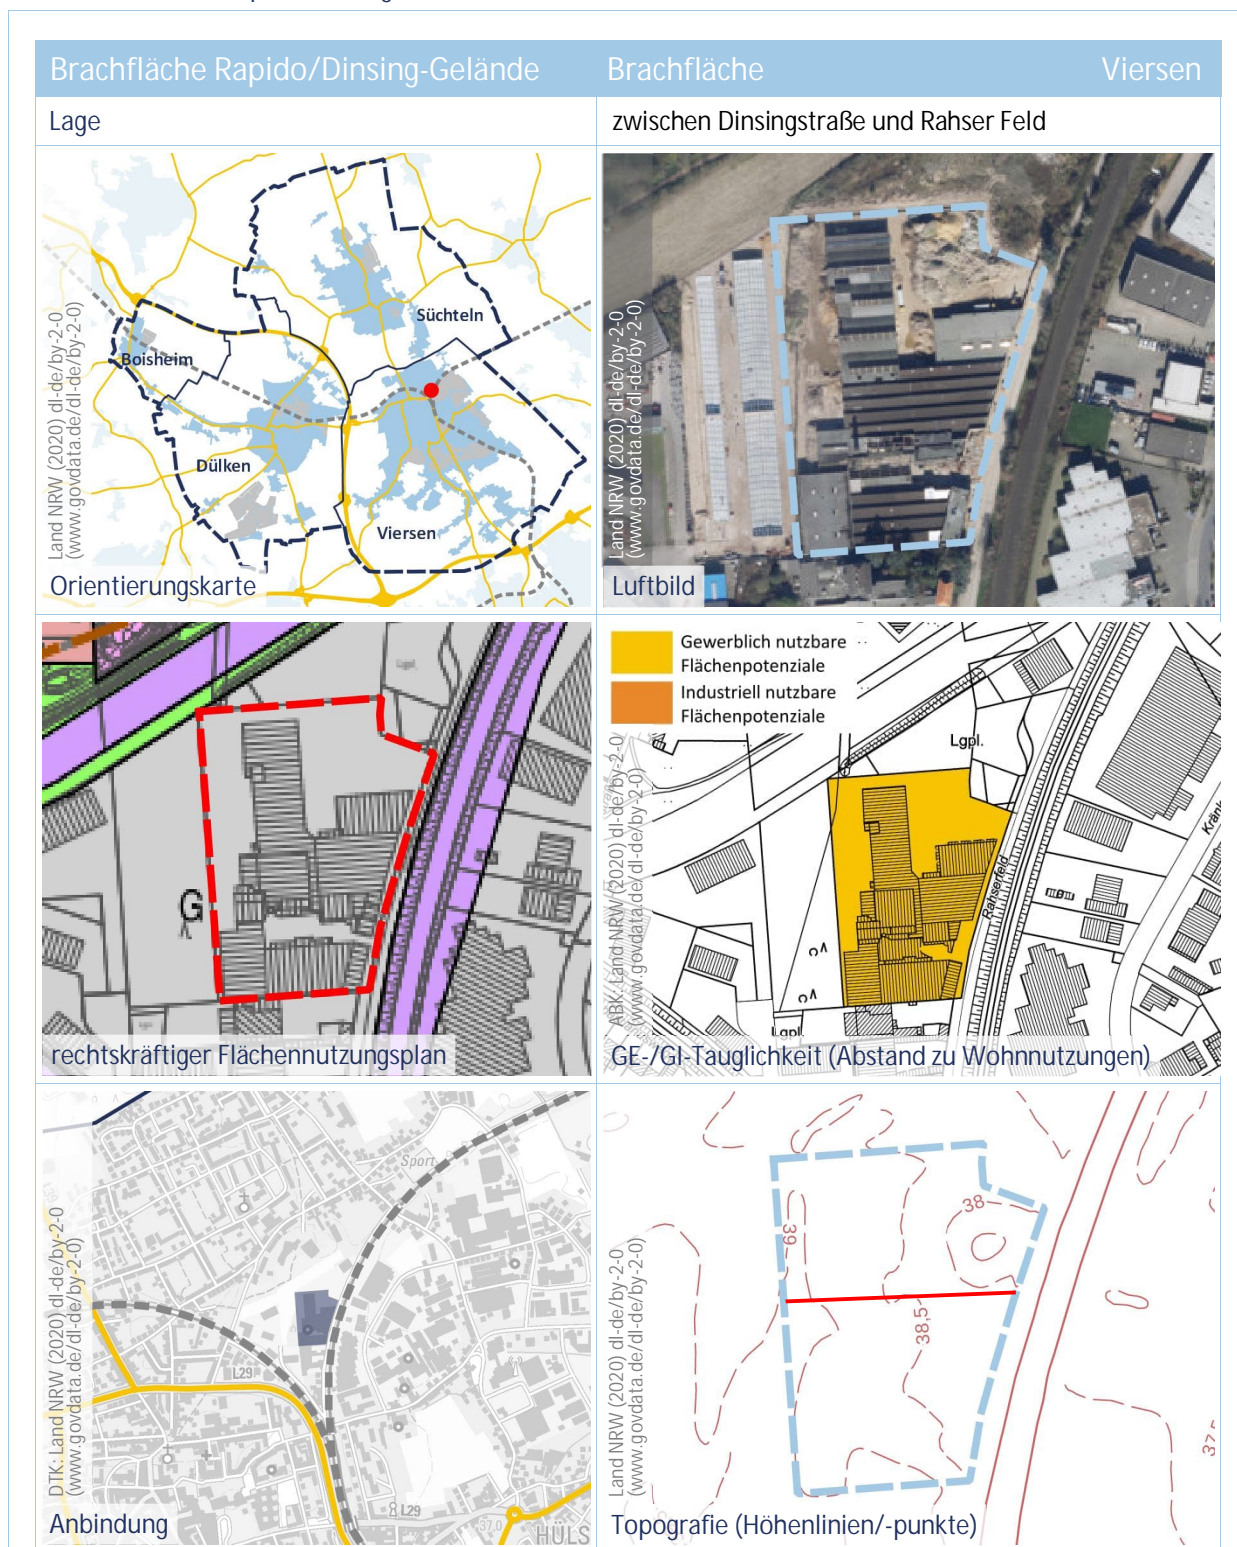 Brachfläche Rapido/Dinsing-Gelände Brachfläche Viersen
Lage zwischen Dinsingstraße und Rahser Feld
Süchteln
Boisheim
Dülken
Viersen
Land NRW (2020) dl-de/by-2-0
(www.govdata.de/dl-de/by-2-0)
Orientierungskarte
Land NRW (2020) dl-de/by-2-0
(www.govdata.de/dl-de/by-2-0)
Luftbild
G
rechtskräftiger Flächennutzungsplan
Gewerblich nutzbare
Flächenpotenziale
Industriell nutzbare
Flächenpotenziale
Lgpl.
Rahserfeld
Lgpl.
ABK: Land NRW (2020) dl-de/by-2-0
(www.govdata.de/dl-de/by-2-0)
GE-/GI-Tauglichkeit (Abstand zu Wohnnutzungen)
Sport
L29
L29
37,0
HÜLS
DTK: Land NRW (2020) dl-de/by-2-0
(www.govdata.de/dl-de/by-2-0)
Anbindung
38
39
38,5
Land NRW (2020) dl-de/by-2-0
(www.govdata.de/dl-de/by-2-0)
Topografie (Höhenlinien/-punkte)